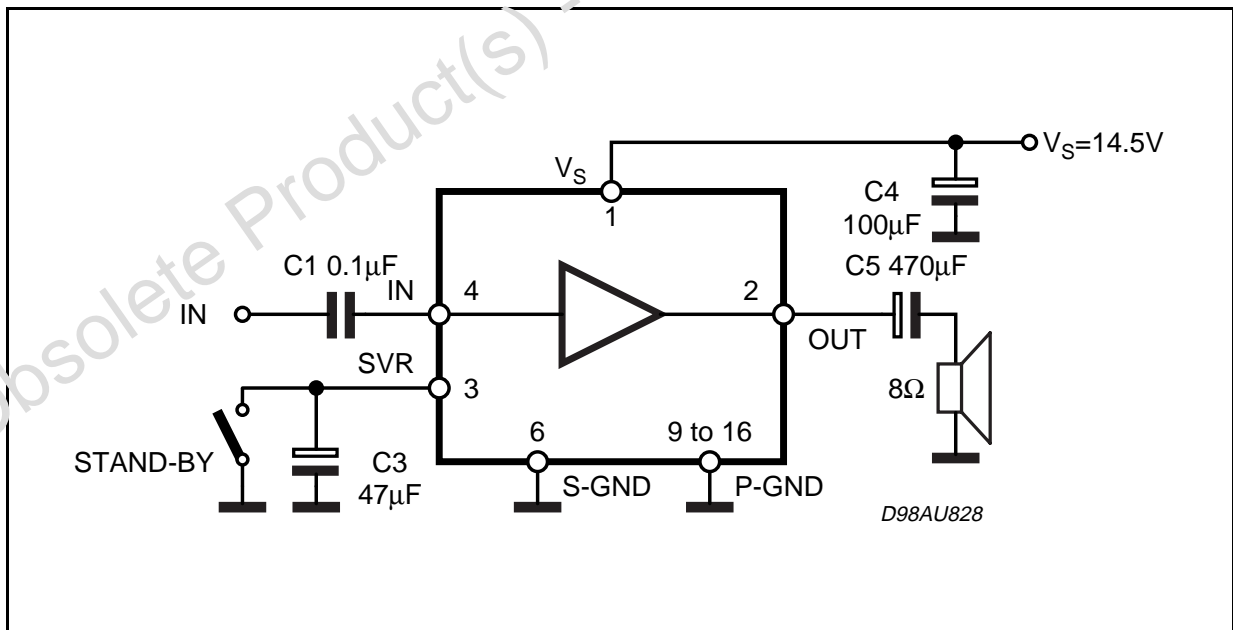 bsolete Product(s)
V_S=14.5V
V_S
1
C4
100µF
C1 0.1µF
IN
C5 470µF
IN
4
2
OUT
SVR
3
8Ω
6
9 to 16
STAND-BY
C3
47µF
S-GND
P-GND
D98AU828